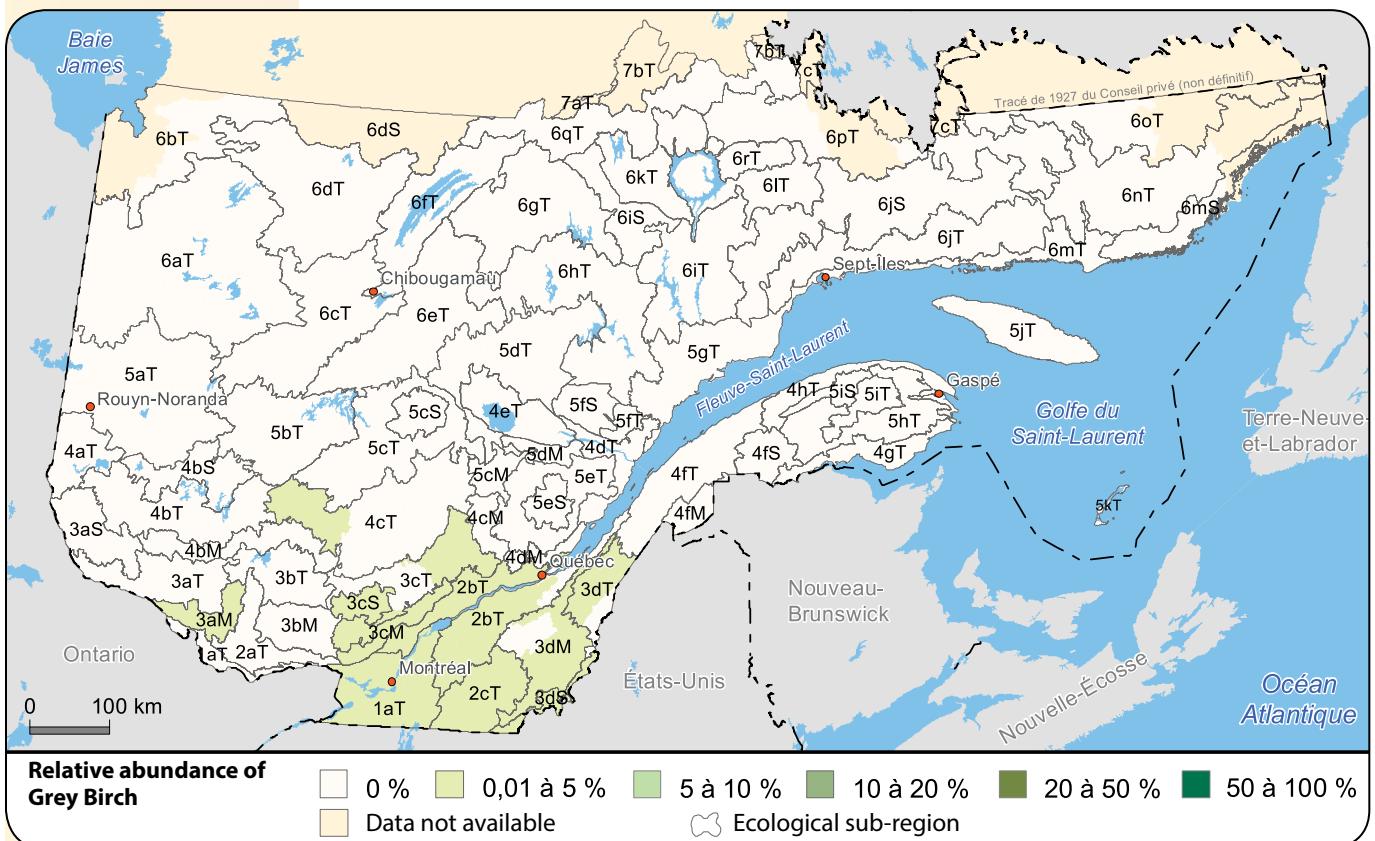 Baie
James
7bT
7bT
7cT
7aT
Tracé de 1927 du Conseil privé (non définitif)
6bT
6dS
6qT
6pT
7cT
6oT
6dT
6fT
6gT
6kT
6rT
6lT
6iS
6jS
6nT
6mS
6aT
6jT
6mT
6hT
6iT
Sept-Îles
Chibougamau
6cT
6eT
5jT
5dT
5gT
5aT
Rouyn-Noranda
Fleuve-Saint-Laurent
4hT
5iS
5iT
Gaspé
5cS
4eT
5fS
5fT
5hT
Golfe du
Saint-Laurent
Terre-Neuve-
et-Labrador
5bT
5cT
4aT
4bS
5dM
4dT
4fS
4gT
5cM
5eT
4fT
5eS
5kT
3aS
4bT
4cT
4cM
4fM
4bM
4dM
Québec
3aT
3bT
3cT
2bT
3dT
Nouveau-
Brunswick
3cS
3aM
3bM
3cM
2bT
3dM
Ontario
1aT
2aT
Montréal
États-Unis
2cT
3dS
1aT
Nouvelle-Écosse
Océan
Atlantique
0 100 km
Relative abundance of
Grey Birch
0 %
0,01 à 5 %
5 à 10 %
10 à 20 %
20 à 50 %
50 à 100 %
Data not available
Ecological sub-region